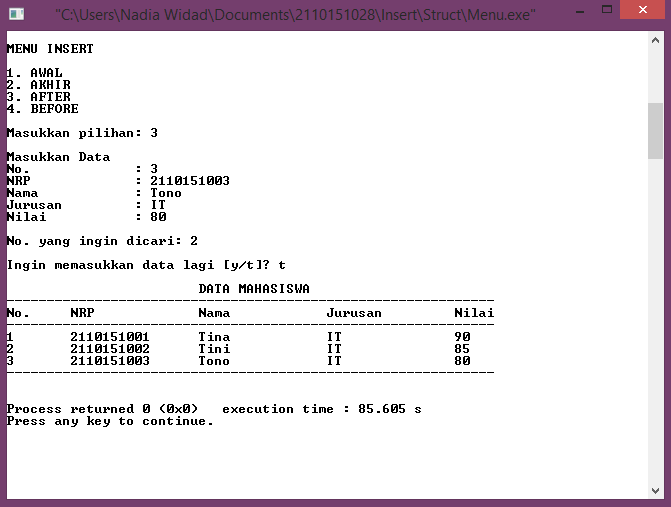 "C:\Users\Nadia Widad\Documents\2110151028\Insert\Struct\Menu.exe"
MENU INSERT
1. AWAL
2. AKHIR
3. AFTER
4. BEFORE
Masukkan pilihan: 3
Masukkan Data
No. : 3
NRP : 2110151003
Nama : Tono
Jurusan : IT
Nilai : 80
No. yang ingin dicari: 2
Ingin memasukkan data lagi [y/t]? t
DATA MAHASISWA
No. NRP Nama Jurusan Nilai
1 2110151001 Tina IT 90
2 2110151002 Tini IT 85
3 2110151003 Tono IT 80
Process returned 0 (0x0) execution time : 85.605 s
Press any key to continue.